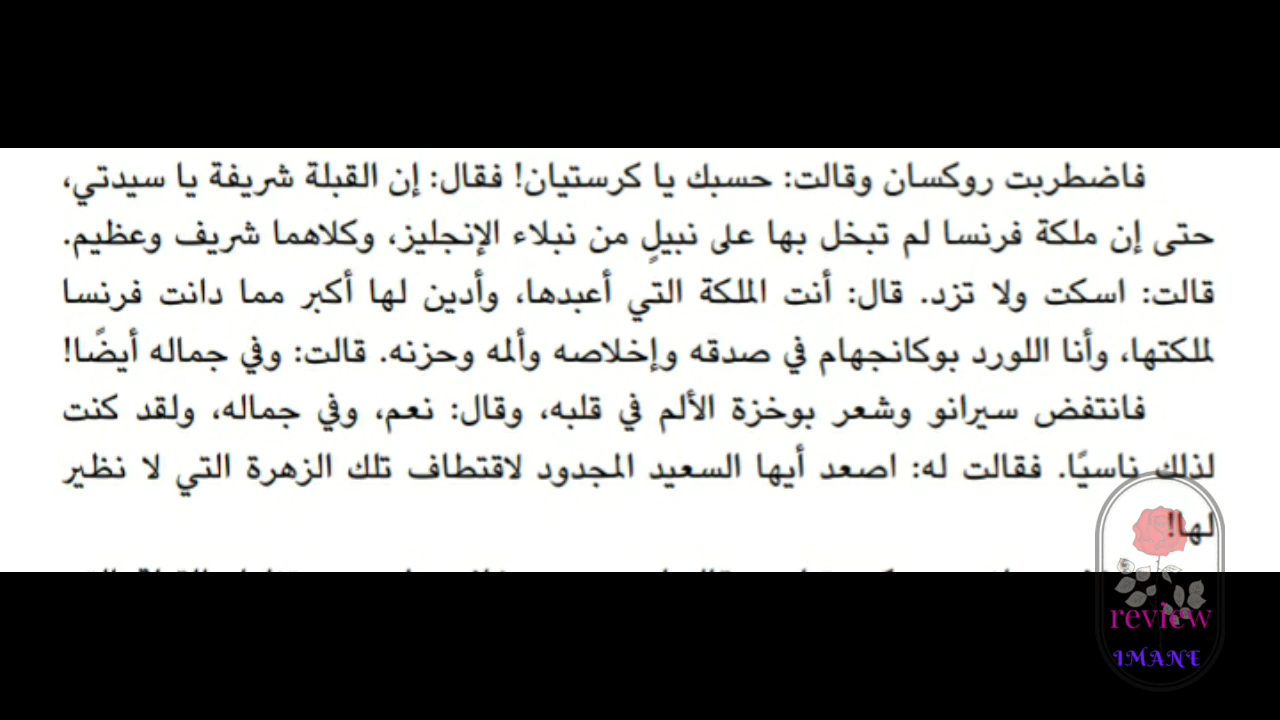 فاضطربت روكسان وقالت: حسبك يا كرستيان! فقال: إن القبلة شريفة يا سيدتي،
حتى إن ملكة فرنسا لم تبخل بها على نبيلٍ من نبلاء الإنجليز، وكلاهما شريف وعظيم.
قالت: اسكت ولا تزد. قال: أنت الملكة التي أعبدها، وأدين لها أكبر مما دانت فرنسا
لملكتها، وأنا اللورد بوكانجهام في صدقه وإخلاصه وألمه وحزنه. قالت: وفي جماله أيضًا!
فانتفض سيرانو وشعر بوخزة الألم في قلبه، وقال: نعم، وفي جماله، ولقد كنت
لذلك ناسيًا. فقالت له: اصعد أيها السعيد المجدود لاقتطاف تلك الزهرة التي لا نظير
لها!
review
IMANE